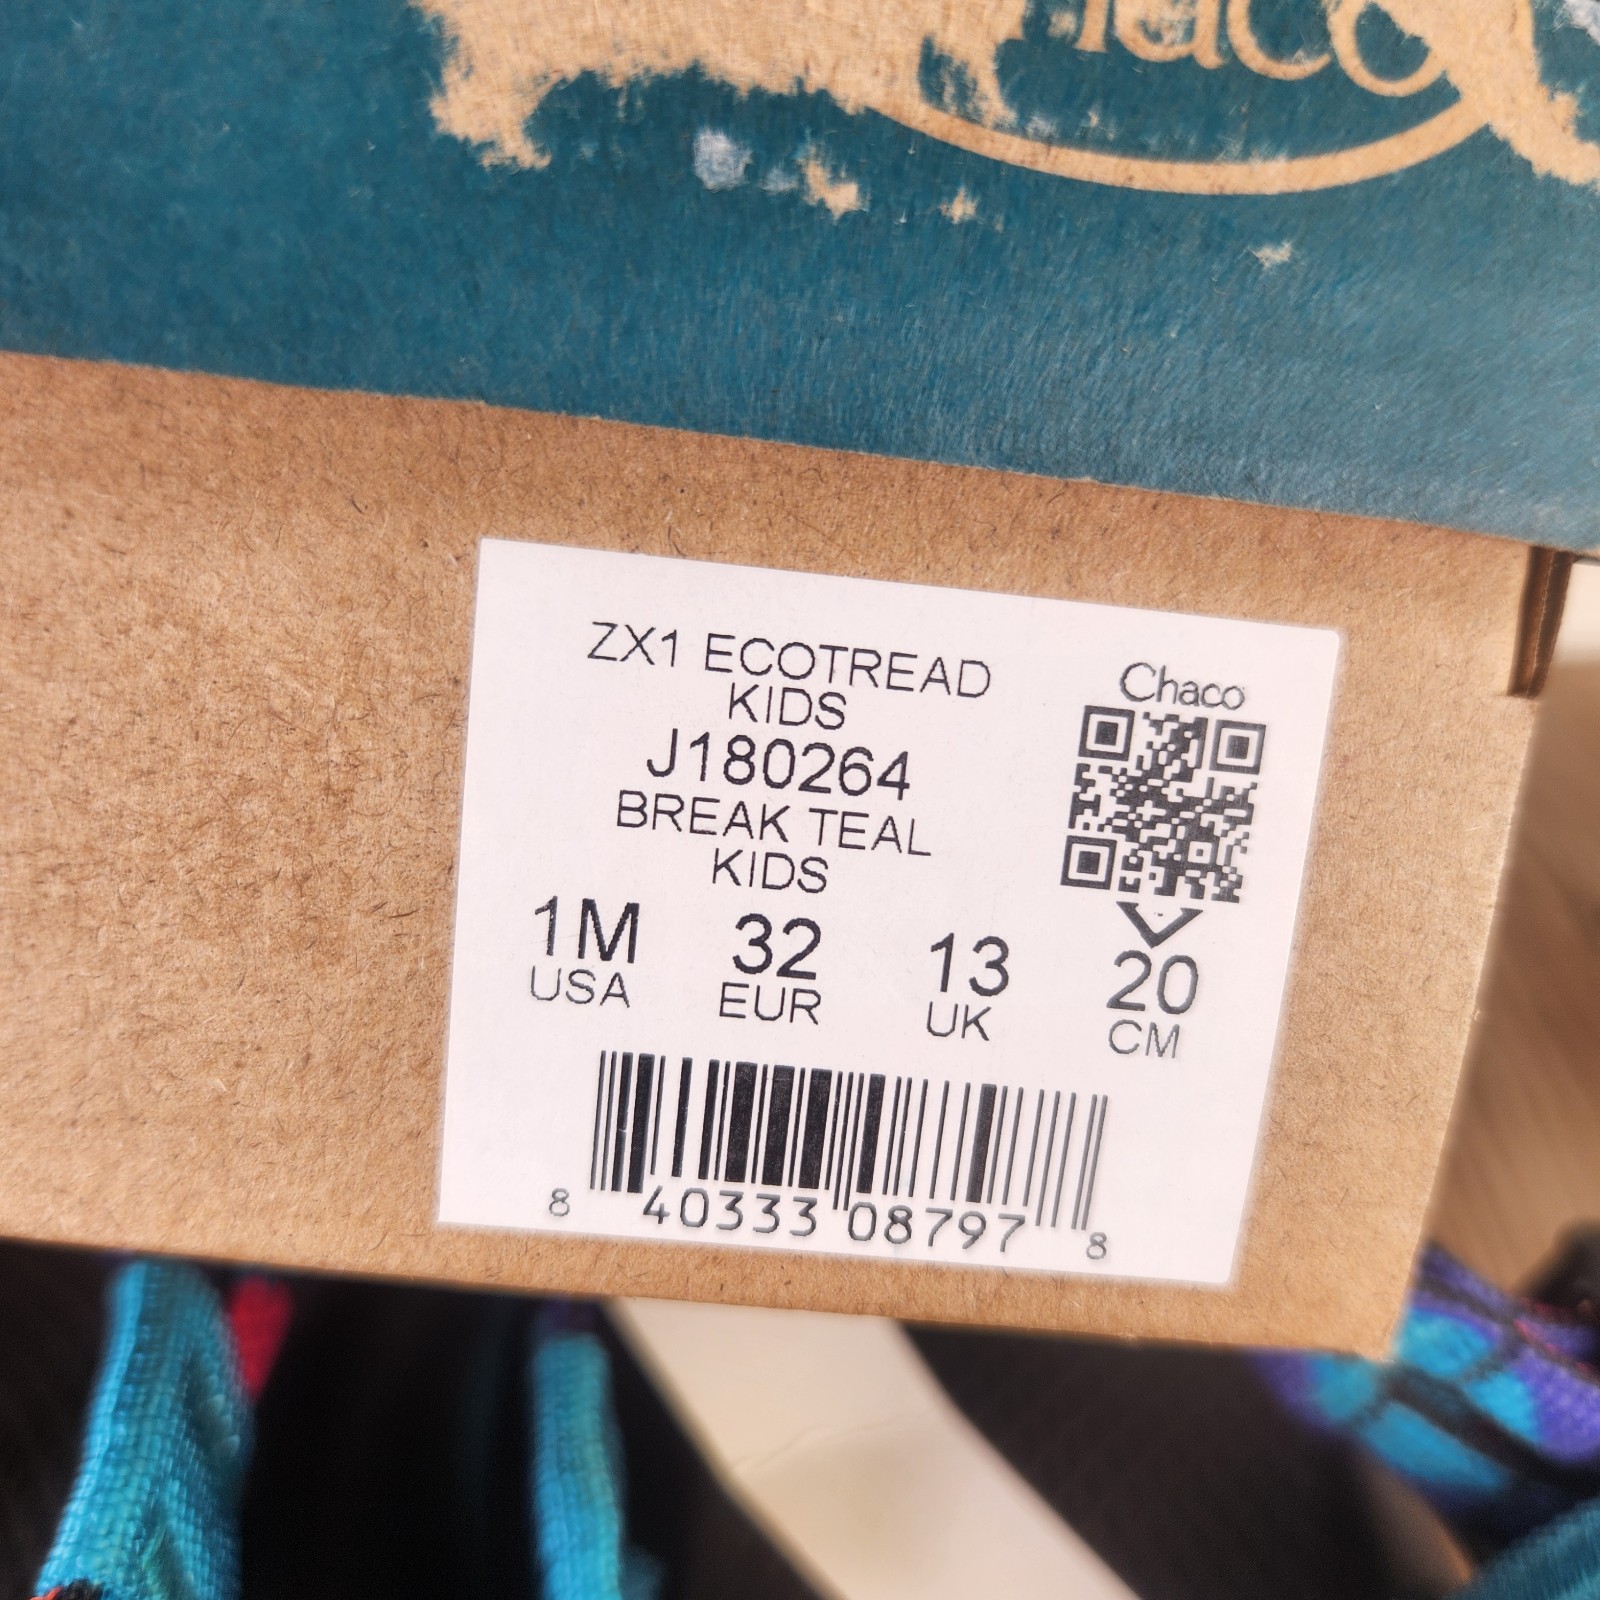 haco
ZX1 ECOTREAD
KIDS
J180264
BREAK TEAL
KIDS
Chaco
1M 32 13 20
USA EUR UK CM
8 40333 08797 8